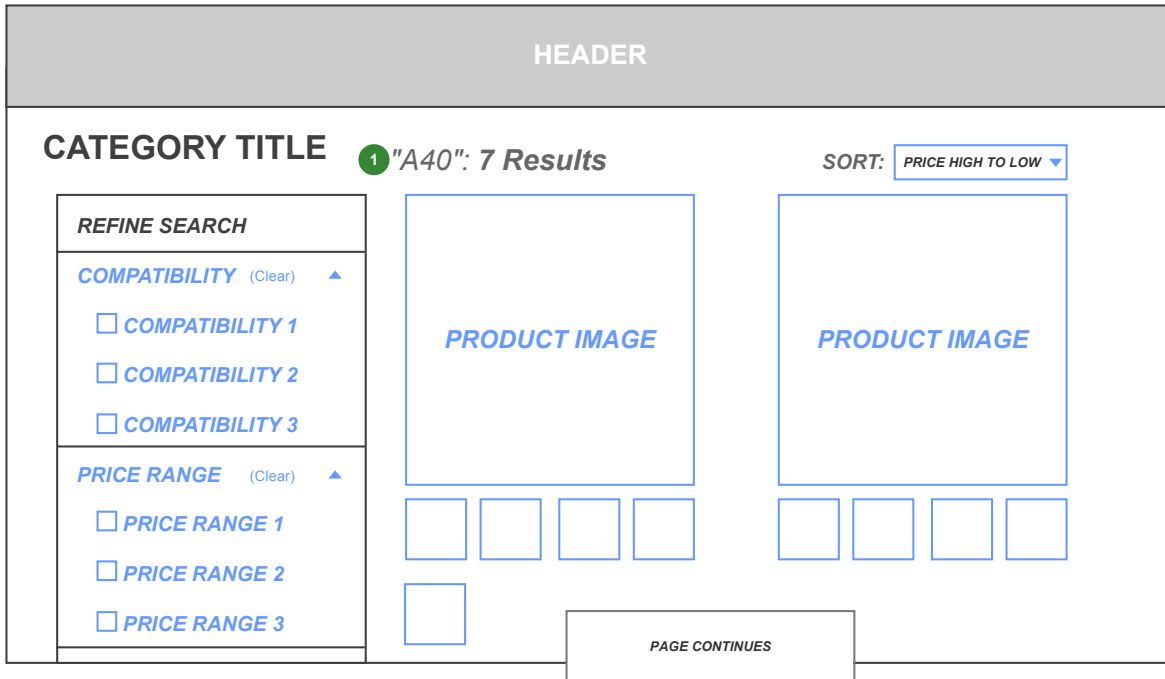 HEADER
CATEGORY TITLE
1 "A40": 7 Results
SORT: PRICE HIGH TO LOW
REFINE SEARCH
COMPATIBILITY (Clear)
COMPATIBILITY 1
COMPATIBILITY 2
COMPATIBILITY 3
PRICE RANGE (Clear)
PRICE RANGE 1
PRICE RANGE 2
PRICE RANGE 3
PRODUCT IMAGE
PRODUCT IMAGE
PAGE CONTINUES